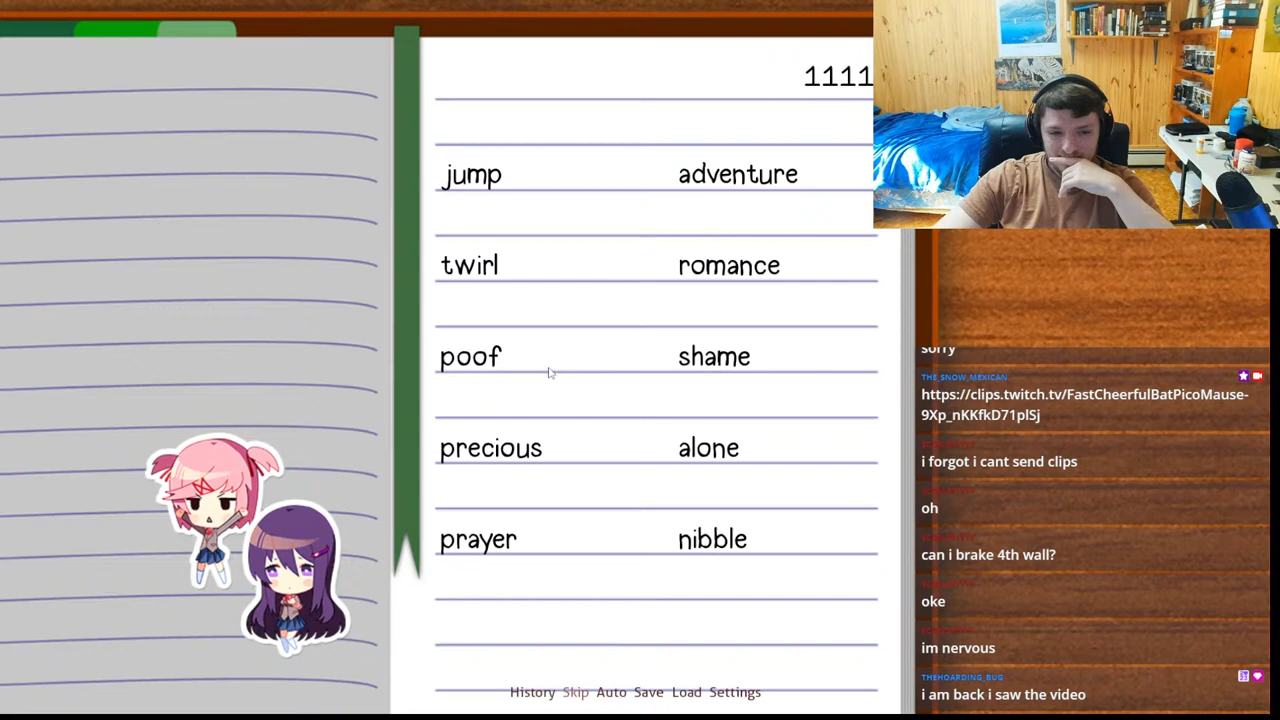 1111
jump adventure
twirl romance
poof shame
precious alone
prayer nibble
History Skip Auto Save Load Settings
sorry
THE_SNOW_MEXICAN
https://clips.twitch.tv/FastCheerfulBatPicoMause-
9Xp_nKKfkD71plSj
i forgot i cant send clips
oh
can i brake 4th wall?
oke
im nervous
THEHOARDING_BUG
i am back i saw the video